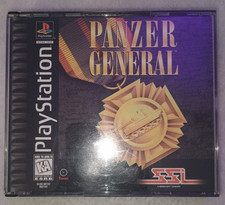 PlayStation
PANZER
GENERAL
SSI